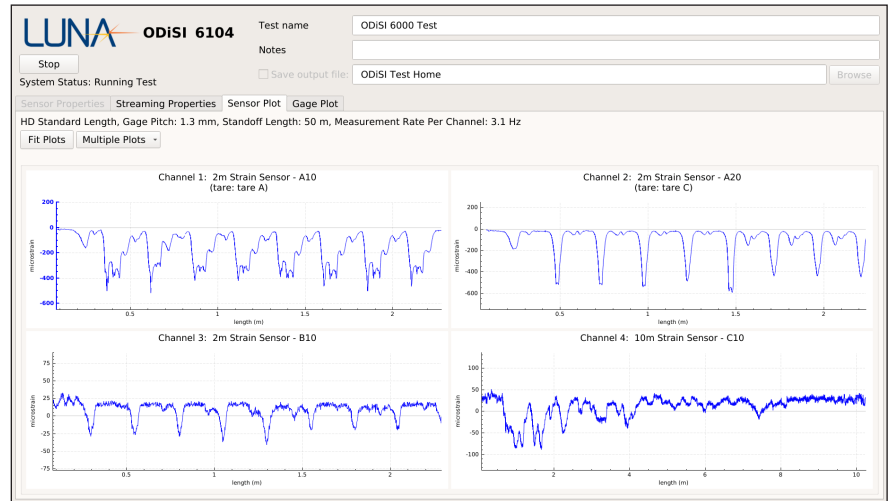 LUNA ODiSI 6104
Test name ODiSI 6000 Test
Notes
Stop
Save output file: ODiSI Test Home Browse
System Status: Running Test
Sensor Properties Streaming Properties Sensor Plot Gage Plot
HD Standard Length, Gage Pitch: 1.3 mm, Standoff Length: 50 m, Measurement Rate Per Channel: 3.1 Hz
Fit Plots Multiple Plots
Channel 1: 2m Strain Sensor - A10
(tare: tare A)
200
0
-200
-400
-600
microstrain
0.5 1 1.5 2
length (m)
Channel 2: 2m Strain Sensor - A20
(tare: tare C)
200
0
-200
-400
-600
microstrain
0.5 1 1.5 2
length (m)
Channel 3: 2m Strain Sensor - B10
75
50
25
0
-25
-50
-75
microstrain
0.5 1 1.5 2
length (m)
Channel 4: 10m Strain Sensor - C10
100
50
0
-50
-100
microstrain
2 4 6 8 10
length (m)